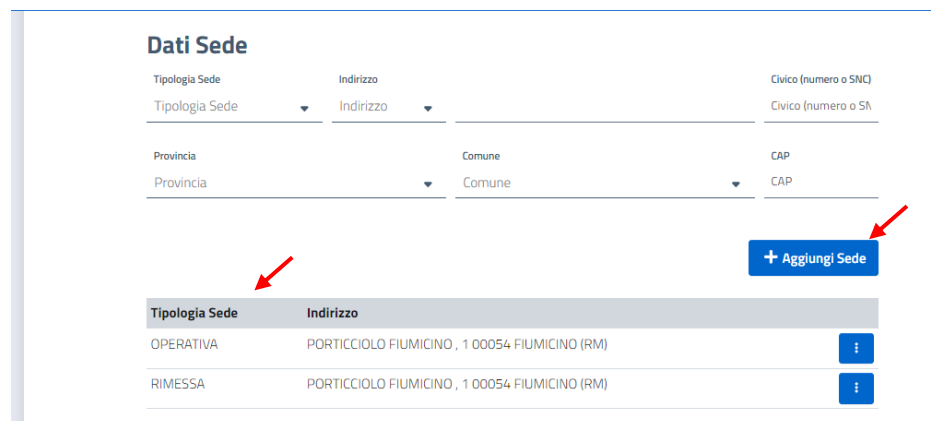 Dati Sede
Tipologia Sede Indirizzo Civico (numero o SNC)
Tipologia Sede Indirizzo Civico (numero o SN
Provincia Comune CAP
Provincia Comune CAP
+ Aggiungi Sede
Tipologia Sede Indirizzo
OPERATIVA PORTICCIOLO FIUMICINO , 1 00054 FIUMICINO (RM)
RIMESSA PORTICCIOLO FIUMICINO , 1 00054 FIUMICINO (RM)